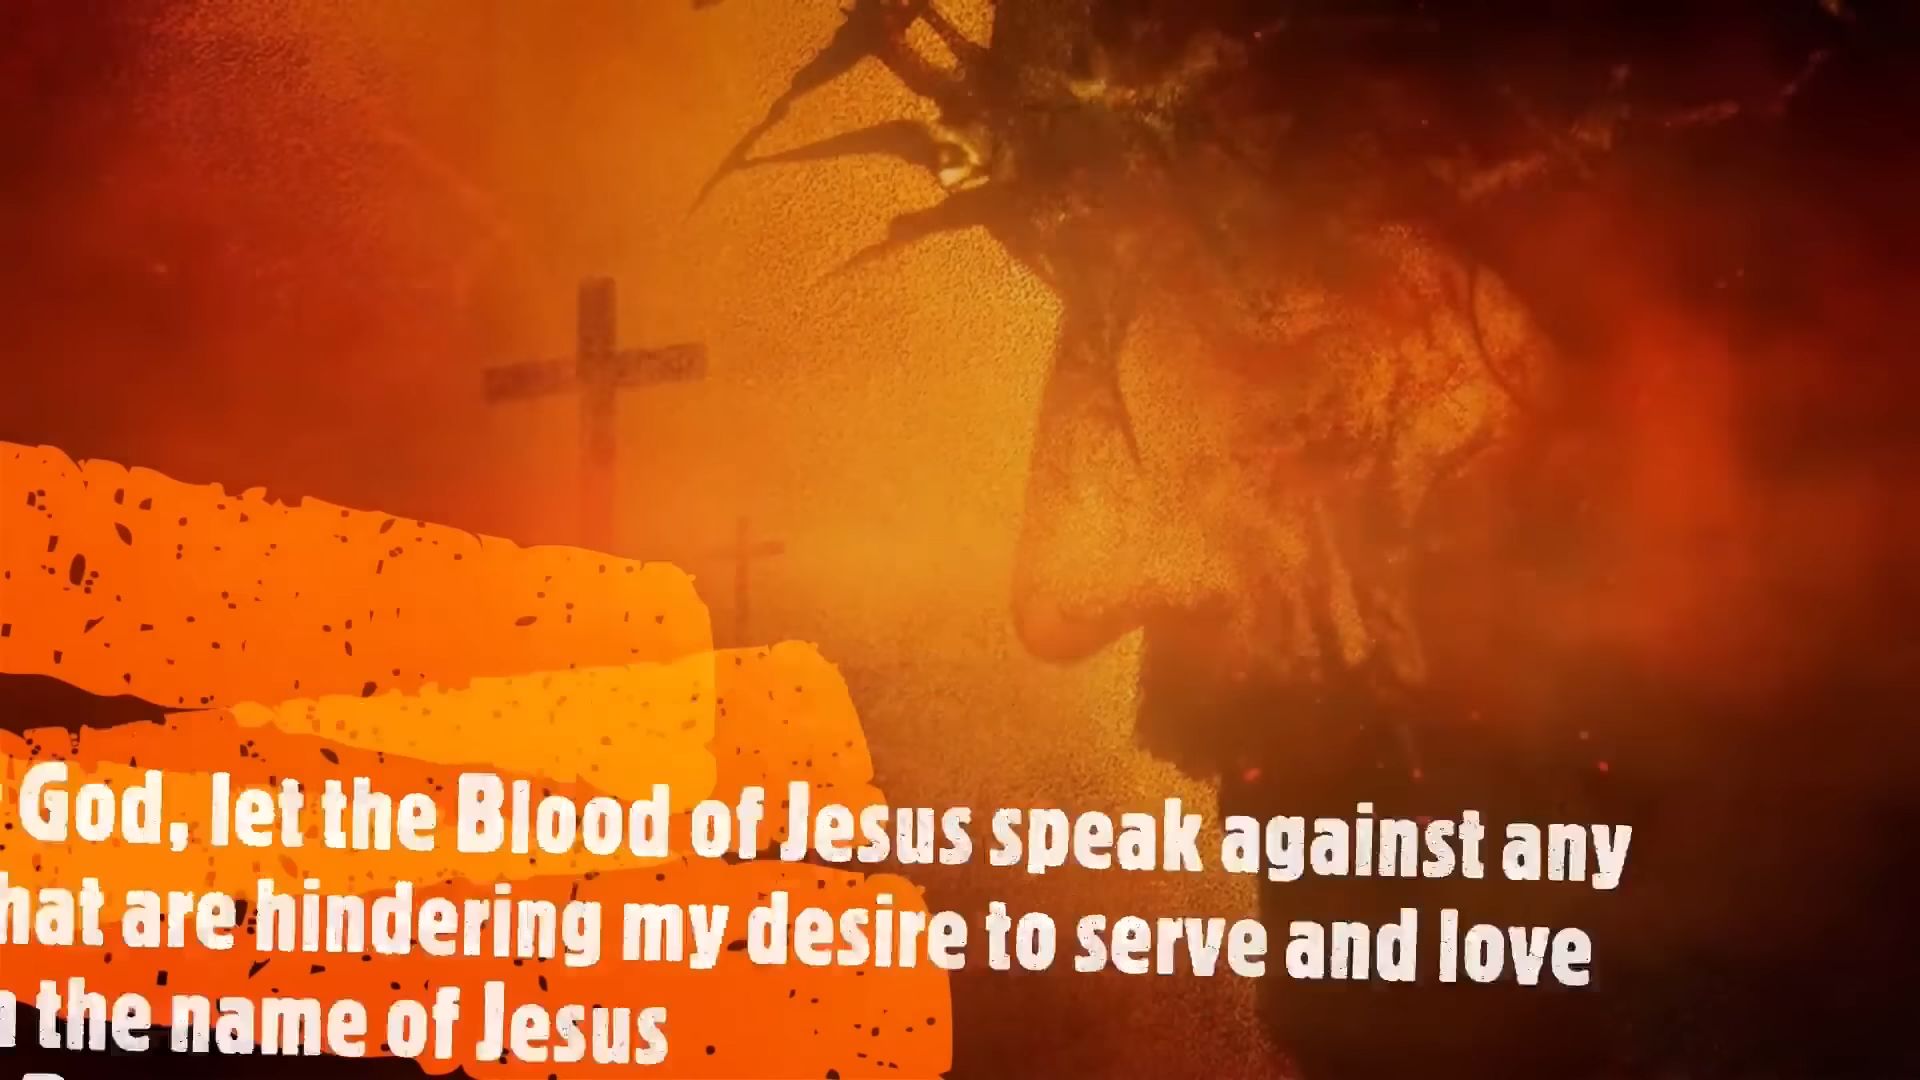 God, let the Blood of Jesus speak against any
hat are hindering my desire to serve and love
the name of Jesus